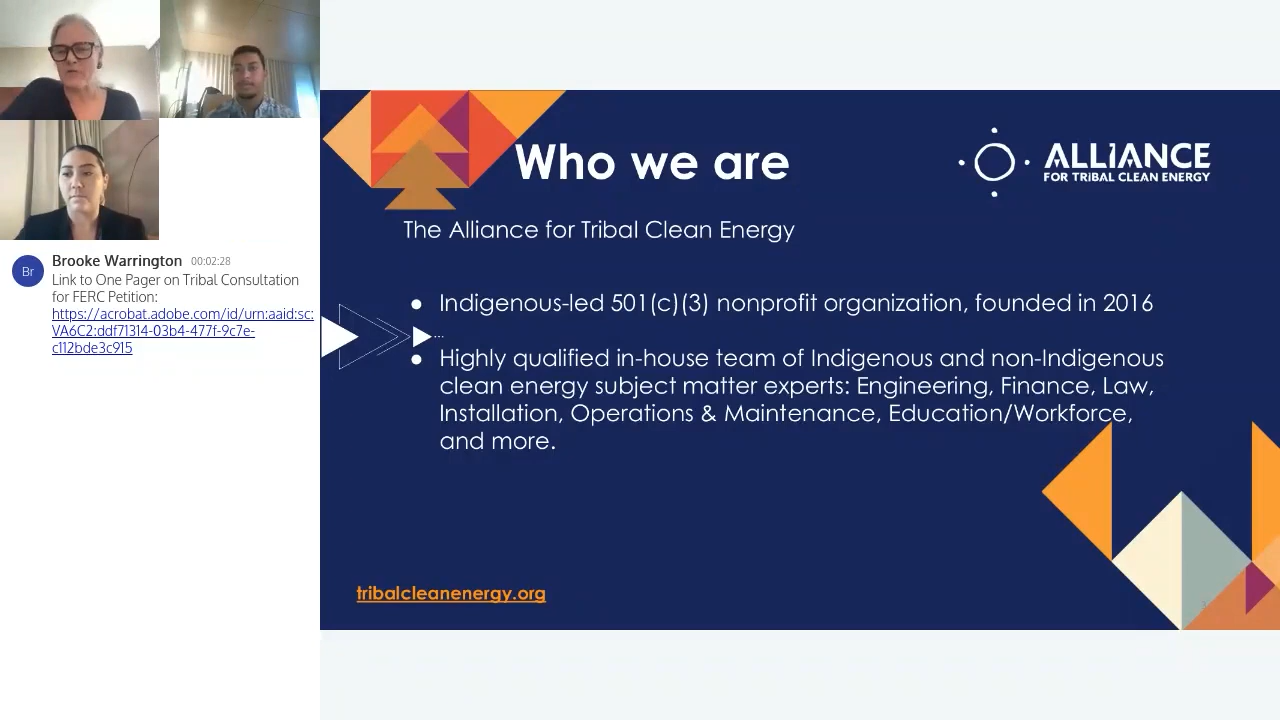 Br
Brooke Warrington 00:02:28
Link to One Pager on Tribal Consultation
for FERC Petition:
https://acrobat.adobe.com/id/urn:aaid:sc:
VA6C2:ddf71314-03b4-477f-9c7e-
c112bde3c915
Who we are
ALLIANCE
FOR TRIBAL CLEAN ENERGY
The Alliance for Tribal Clean Energy
● Indigenous-led 501(c)(3) nonprofit organization, founded in 2016
...
● Highly qualified in-house team of Indigenous and non-Indigenous
clean energy subject matter experts: Engineering, Finance, Law,
Installation, Operations & Maintenance, Education/Workforce,
and more.
tribalcleanenergy.org